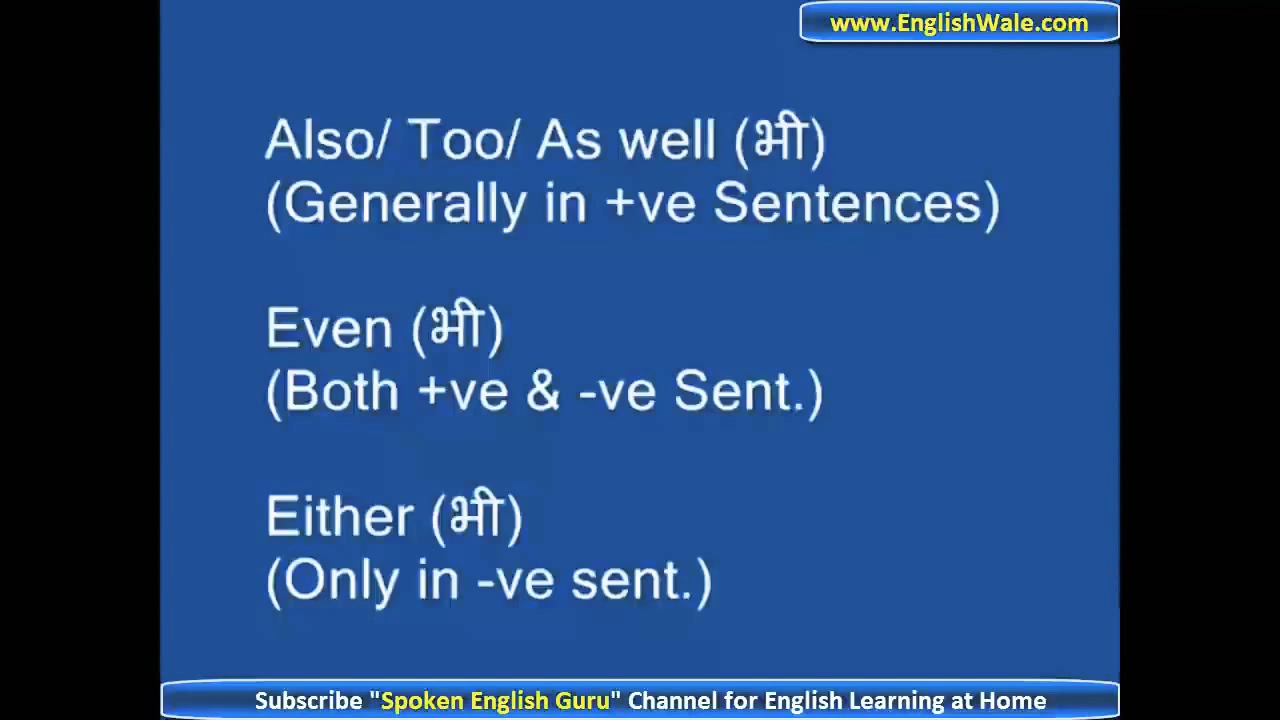 www.EnglishWale.com
Also/ Too/ As well (भी)
(Generally in +ve Sentences)
Even (भी)
(Both +ve & -ve Sent.)
Either (भी)
(Only in -ve sent.)
Subscribe "Spoken English Guru" Channel for English Learning at Home